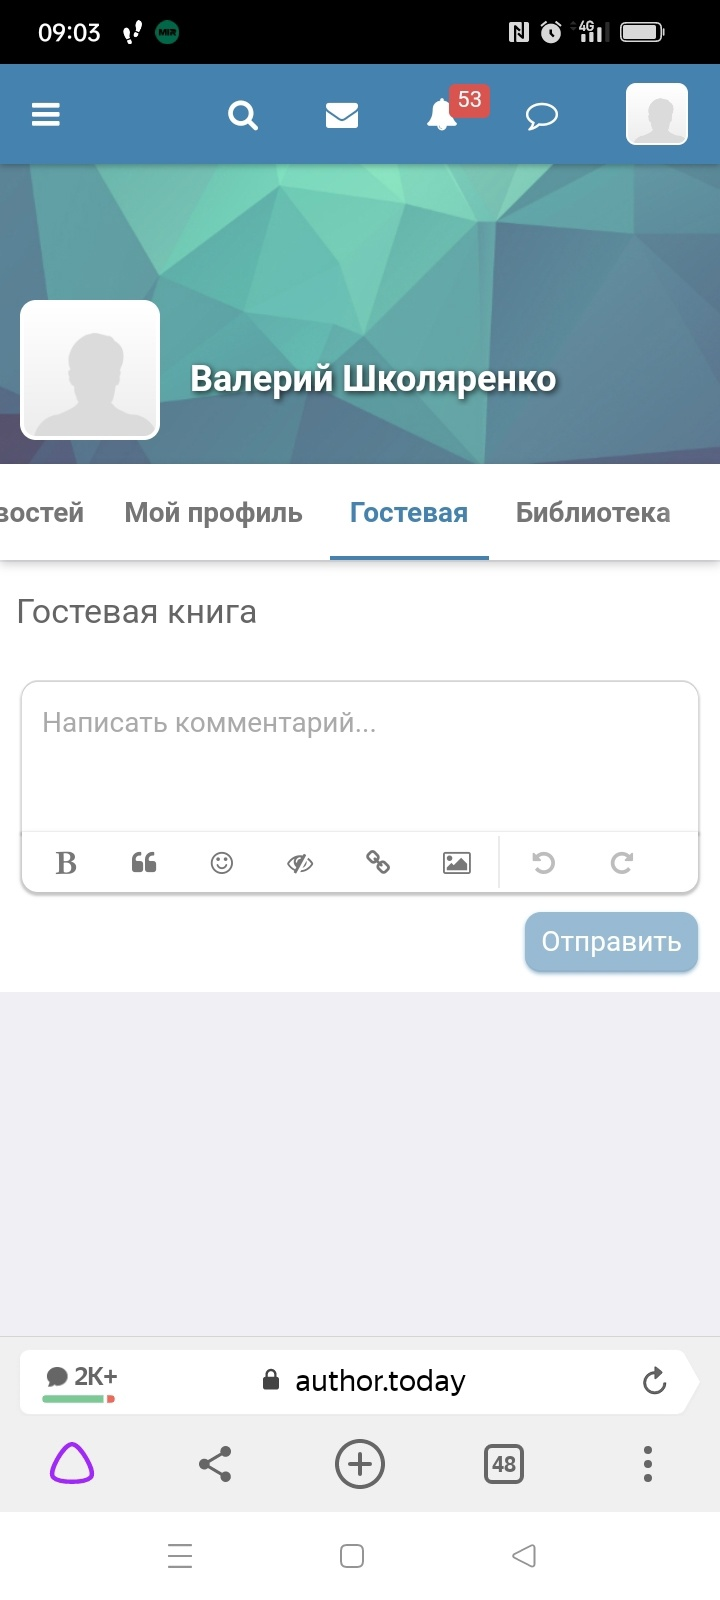 09:03 MIR 4G
53
Валерий Школяренко
востей Мой профиль Гостевая Библиотека
Гостевая книга
Написать комментарий...
B
Отправить
2K+ author.today
48